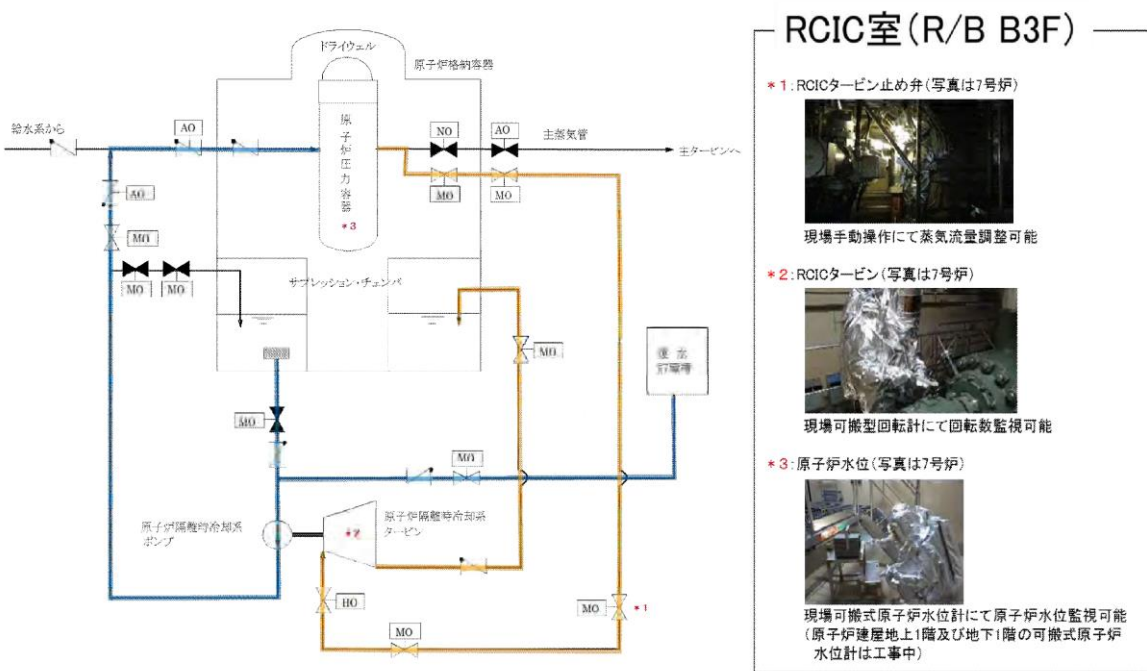 ドライウェル
原子炉格納容器
給水系から
AO
NO
AO
主蒸気管
主タービンへ
原子炉圧力容器
AO
MO
MO
*3
MO
MO
MO
サプレッション・チェンバ
MO
MO
MO
原子炉隔離時冷却系
ポンプ
原子炉隔離時冷却系
タービン
HO
MO
MO
*1
RCIC室(R/B B3F)
*1:RCICタービン止め弁(写真は7号炉)
現場手動操作にて蒸気流量調整可能
*2:RCICタービン(写真は7号炉)
現場可搬型回転計にて回転数監視可能
*3:原子炉水位(写真は7号炉)
現場可搬式原子炉水位計にて原子炉水位監視可能
(原子炉建屋地上1階及び地下1階の可搬式原子炉
水位計は工事中)